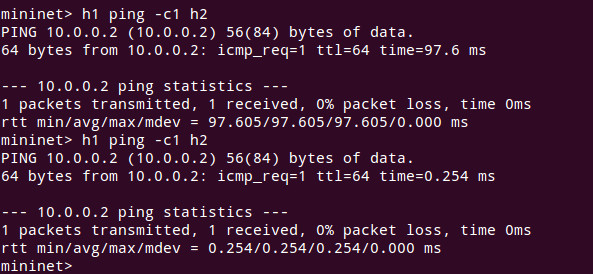 mininet> h1 ping -c1 h2
PING 10.0.0.2 (10.0.0.2) 56(84) bytes of data.
64 bytes from 10.0.0.2: icmp_req=1 ttl=64 time=97.6 ms

--- 10.0.0.2 ping statistics ---
1 packets transmitted, 1 received, 0% packet loss, time 0ms
rtt min/avg/max/mdev = 97.605/97.605/97.605/0.000 ms
mininet> h1 ping -c1 h2
PING 10.0.0.2 (10.0.0.2) 56(84) bytes of data.
64 bytes from 10.0.0.2: icmp_req=1 ttl=64 time=0.254 ms

--- 10.0.0.2 ping statistics ---
1 packets transmitted, 1 received, 0% packet loss, time 0ms
rtt min/avg/max/mdev = 0.254/0.254/0.254/0.000 ms
mininet>